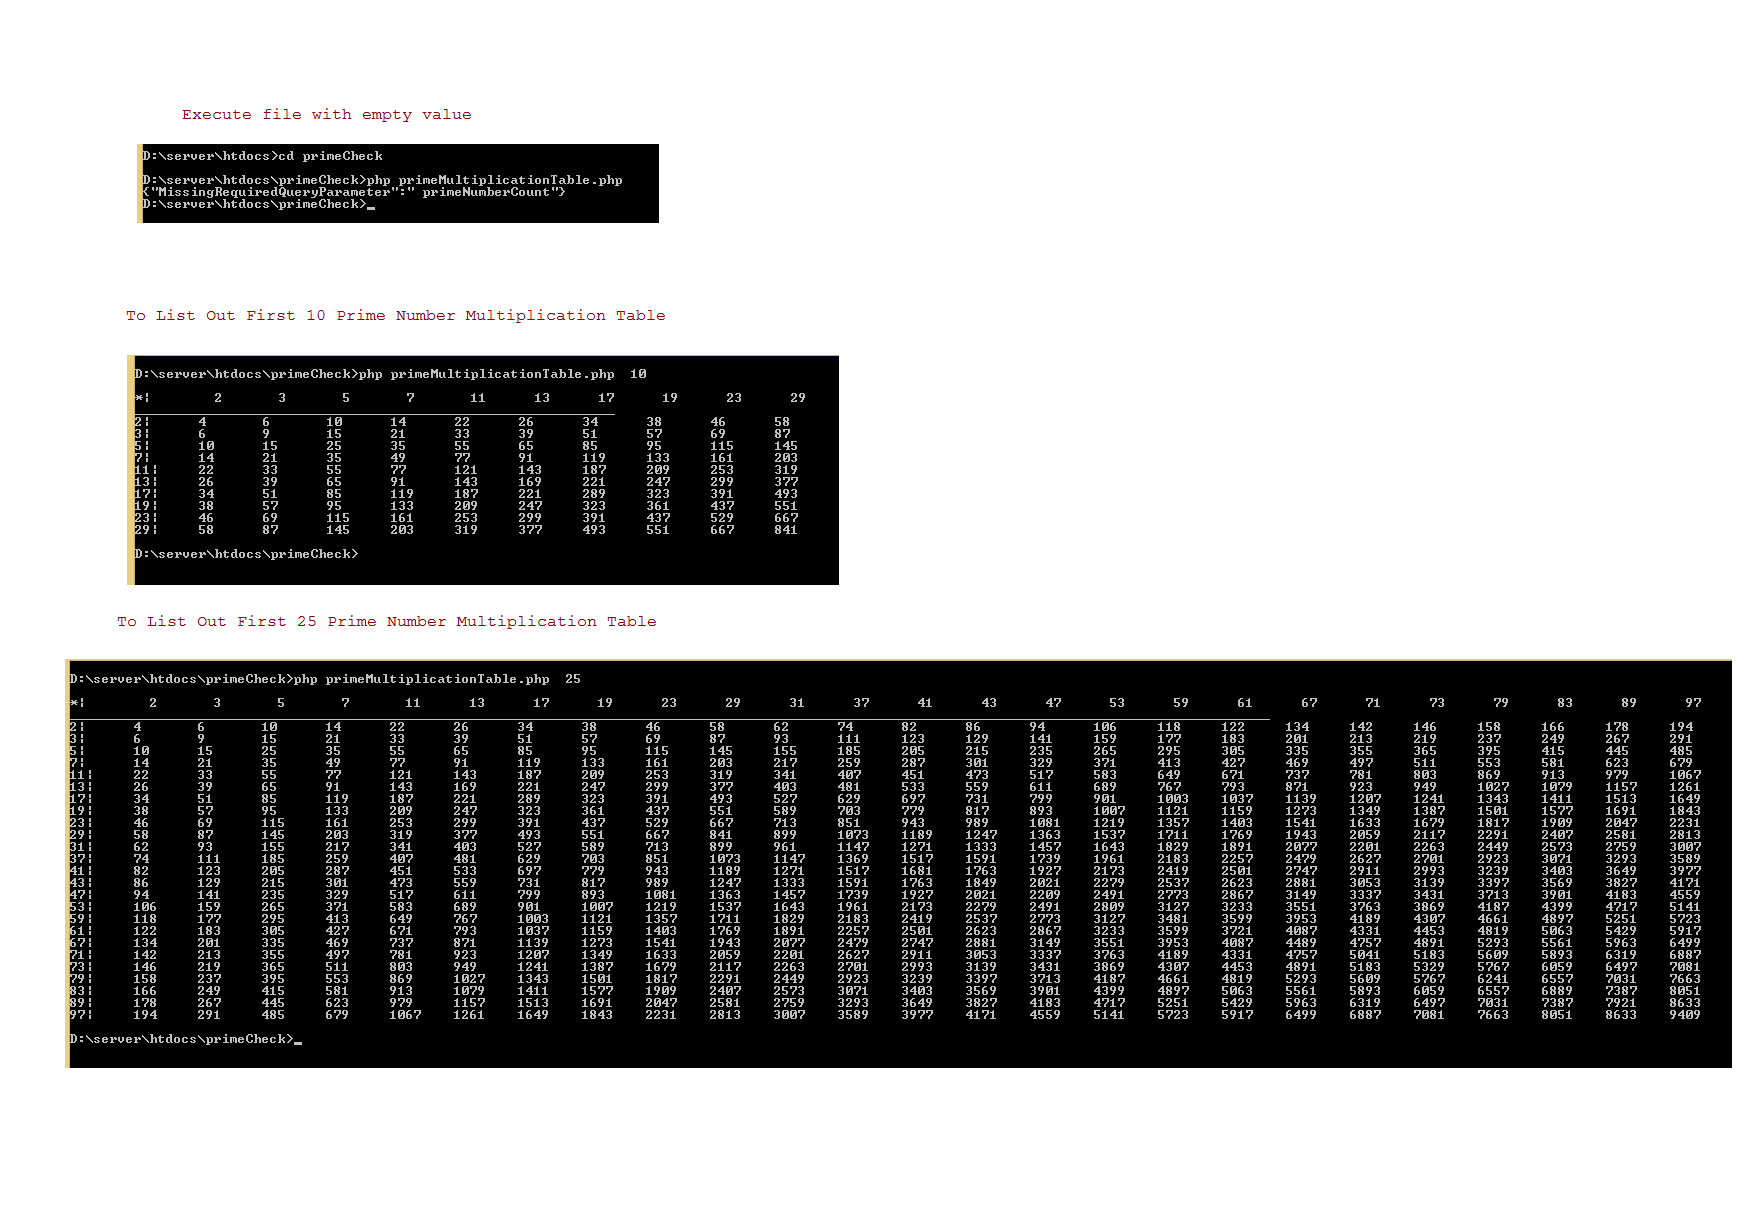 Execute file with empty value
D:\server\htdocs>cd primeCheck
D:\server\htdocs\primeCheck>php primeMultiplicationTable.php
{"MissingRequiredQueryParameter":" primeNumberCount"}
D:\server\htdocs\primeCheck>_
To List Out First 10 Prime Number Multiplication Table
D:\server\htdocs\primeCheck>php primeMultiplicationTable.php  10
*¦ 2 3 5 7 11 13 17 19 23 29
2¦ 4 6 10 14 22 26 34 38 46 58
3¦ 6 9 15 21 33 39 51 57 69 87
5¦ 10 15 25 35 55 65 85 95 115 145
7¦ 14 21 35 49 77 91 119 133 161 203
11¦ 22 33 55 77 121 143 187 209 253 319
13¦ 26 39 65 91 143 169 221 247 299 377
17¦ 34 51 85 119 187 221 289 323 391 493
19¦ 38 57 95 133 209 247 323 361 437 551
23¦ 46 69 115 161 253 299 391 437 529 667
29¦ 58 87 145 203 319 377 493 551 667 841
D:\server\htdocs\primeCheck>
To List Out First 25 Prime Number Multiplication Table
D:\server\htdocs\primeCheck>php primeMultiplicationTable.php  25
*¦ 2 3 5 7 11 13 17 19 23 29 31 37 41 43 47 53 59 61 67 71 73 79 83 89 97
2¦ 4 6 10 14 22 26 34 38 46 58 62 74 82 86 94 106 118 122 134 142 146 158 166 178 194
3¦ 6 9 15 21 33 39 51 57 69 87 93 111 123 129 141 159 177 183 201 213 219 237 249 267 291
5¦ 10 15 25 35 55 65 85 95 115 145 155 185 205 215 235 265 295 305 335 355 365 395 415 445 485
7¦ 14 21 35 49 77 91 119 133 161 203 217 259 287 301 329 371 413 427 469 497 511 553 581 623 679
11¦ 22 33 55 77 121 143 187 209 253 319 341 407 451 473 517 583 649 671 737 781 803 869 913 979 1067
13¦ 26 39 65 91 143 169 221 247 299 377 403 481 533 559 611 689 767 793 871 923 949 1027 1079 1157 1261
17¦ 34 51 85 119 187 221 289 323 391 493 527 629 697 731 799 901 1003 1037 1139 1207 1241 1343 1411 1513 1649
19¦ 38 57 95 133 209 247 323 361 437 551 589 703 779 817 893 1007 1121 1159 1273 1349 1387 1501 1577 1691 1843
23¦ 46 69 115 161 253 299 391 437 529 667 713 851 943 989 1081 1219 1357 1403 1541 1633 1679 1817 1909 2047 2231
29¦ 58 87 145 203 319 377 493 551 667 841 899 1073 1189 1247 1363 1537 1711 1769 1943 2059 2117 2291 2407 2581 2813
31¦ 62 93 155 217 341 403 527 589 713 899 961 1147 1271 1333 1457 1643 1829 1891 2077 2201 2263 2449 2573 2759 3007
37¦ 74 111 185 259 407 481 629 703 851 1073 1147 1369 1517 1591 1739 1961 2183 2257 2479 2627 2701 2923 3071 3293 3589
41¦ 82 123 205 287 451 533 697 779 943 1189 1271 1517 1681 1763 1927 2173 2419 2501 2747 2911 2993 3239 3403 3649 3977
43¦ 86 129 215 301 473 559 731 817 989 1247 1333 1591 1763 1849 2021 2279 2537 2623 2881 3053 3139 3397 3569 3827 4171
47¦ 94 141 235 329 517 611 799 893 1081 1363 1457 1739 1927 2021 2209 2491 2773 2867 3149 3337 3431 3713 3901 4183 4559
53¦ 106 159 265 371 583 689 901 1007 1219 1537 1643 1961 2173 2279 2491 2809 3127 3233 3551 3763 3869 4187 4399 4717 5141
59¦ 118 177 295 413 649 767 1003 1121 1357 1711 1829 2183 2419 2537 2773 3127 3481 3599 3953 4189 4307 4661 4897 5251 5723
61¦ 122 183 305 427 671 793 1037 1159 1403 1769 1891 2257 2501 2623 2867 3233 3599 3721 4087 4331 4453 4819 5063 5429 5917
67¦ 134 201 335 469 737 871 1139 1273 1541 1943 2077 2479 2747 2881 3149 3551 3953 4087 4489 4757 4891 5293 5561 5963 6499
71¦ 142 213 355 497 781 923 1207 1349 1633 2059 2201 2627 2911 3053 3337 3763 4189 4331 4757 5041 5183 5609 5893 6319 6887
73¦ 146 219 365 511 803 949 1241 1387 1679 2117 2263 2701 2993 3139 3431 3869 4307 4453 4891 5183 5329 5767 6059 6497 7081
79¦ 158 237 395 553 869 1027 1343 1501 1817 2291 2449 2923 3239 3397 3713 4187 4661 4819 5293 5609 5767 6241 6557 7031 7663
83¦ 166 249 415 581 913 1079 1411 1577 1909 2407 2573 3071 3403 3569 3901 4399 4897 5063 5561 5893 6059 6557 6889 7387 8051
89¦ 178 267 445 623 979 1157 1513 1691 2047 2581 2759 3293 3649 3827 4183 4717 5251 5429 5963 6319 6497 7031 7387 7921 8633
97¦ 194 291 485 679 1067 1261 1649 1843 2231 2813 3007 3589 3977 4171 4559 5141 5723 5917 6499 6887 7081 7663 8051 8633 9409
D:\server\htdocs\primeCheck>_